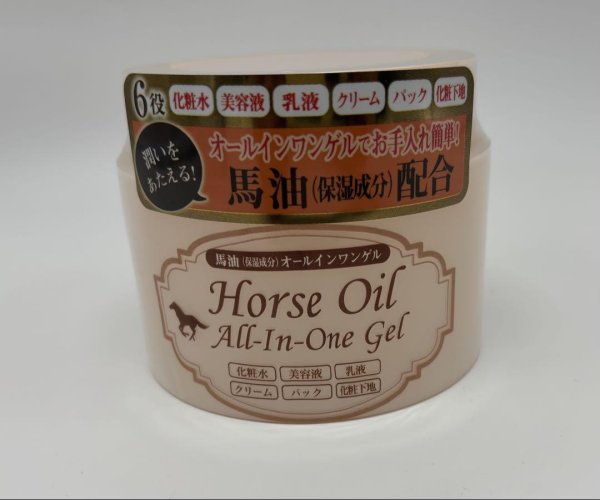 6役 化粧水 美容液 乳液 クリーム パック 化粧下地
潤いを
あたえる!
オールインワンゲルでお手入れ簡単!
馬油(保湿成分)配合
馬油(保湿成分)オールインワンゲル
Horse Oil
All-In-One Gel
化粧水 美容液 乳液
クリーム パック 化粧下地